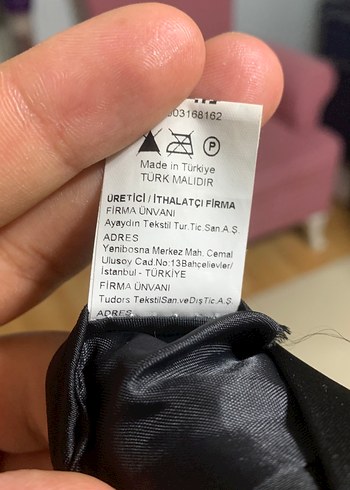 003168162
P
Made in Türkiye
TÜRK MALIDIR
ÜRETİCİ / İTHALATÇI FİRMA
FİRMA ÜNVANI
Ayaydın Tekstil Tur.Tic.San.A.Ş.
ADRES
Yenibosna Merkez Mah. Cemal
Ulusoy Cad.No:13Bahçelievler/
İstanbul - TÜRKİYE
FİRMA ÜNVANI
Tudors TekstilSan.veDışTic.A.Ş.
ADRES